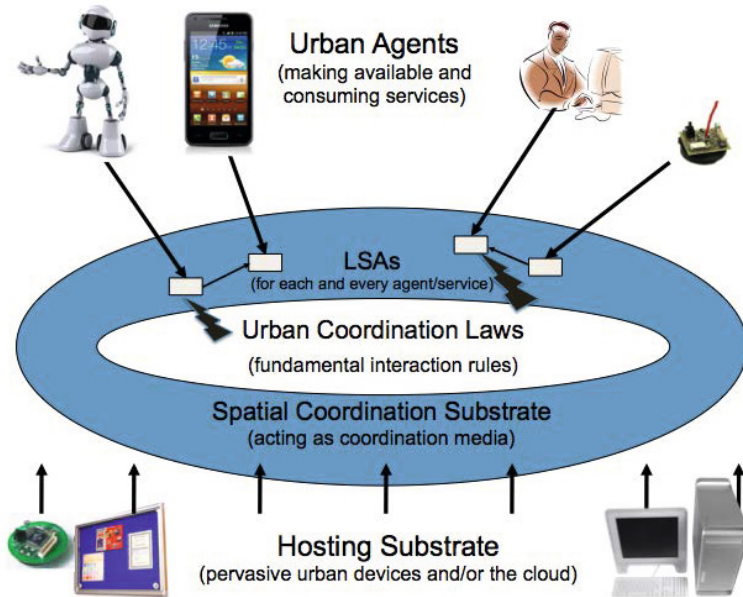 Urban Agents
(making available and
consuming services)
LSAs
(for each and every agent/service)
Urban Coordination Laws
(fundamental interaction rules)
Spatial Coordination Substrate
(acting as coordination media)
Hosting Substrate
(pervasive urban devices and/or the cloud)